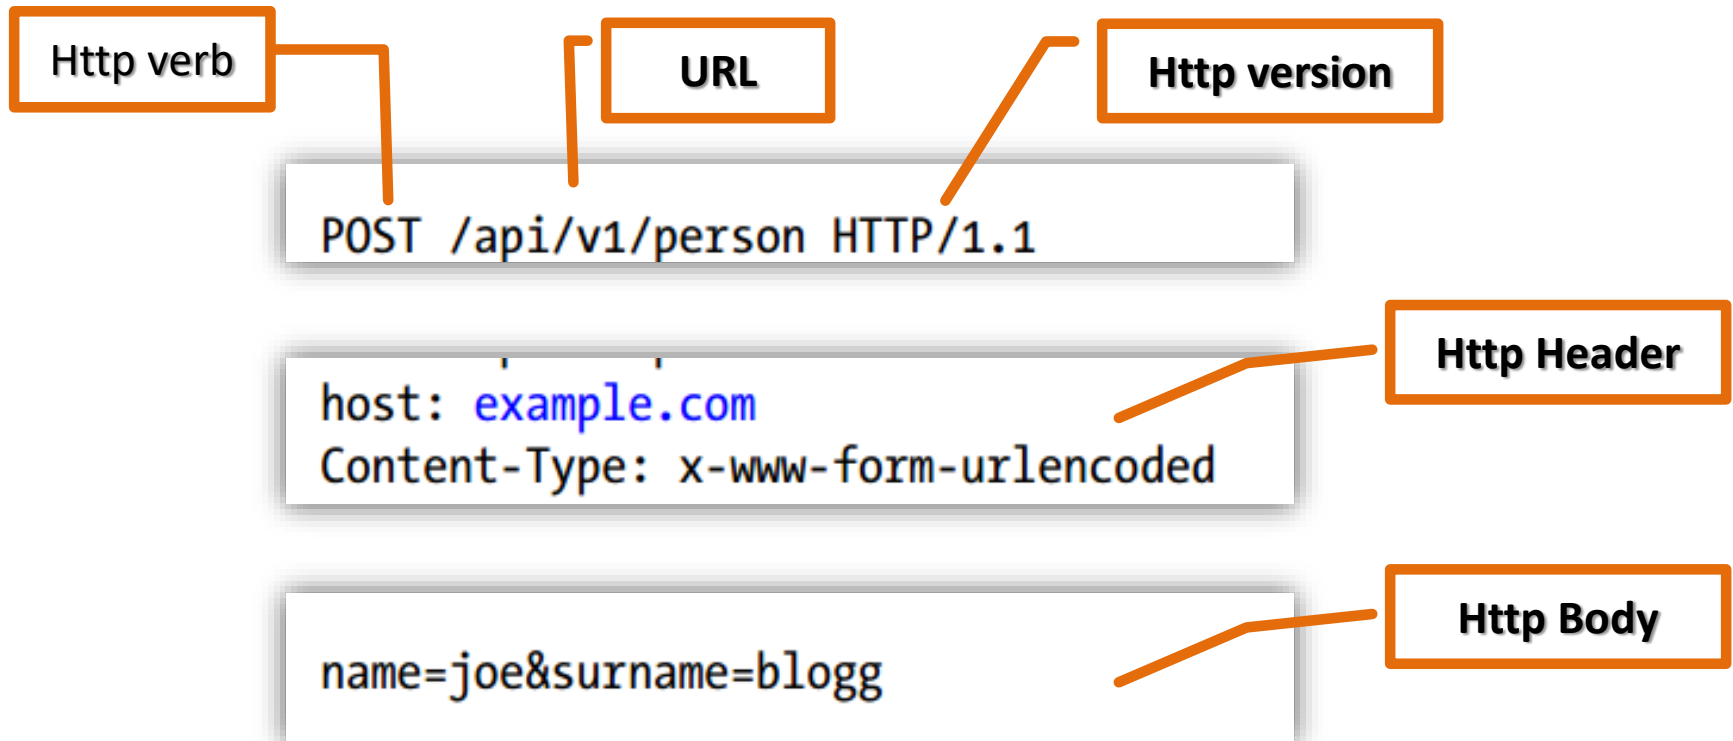 Http verb
URL
Http version
POST /api/v1/person HTTP/1.1
Http Header
host: example.com
Content-Type: x-www-form-urlencoded
Http Body
name=joe&surname=blogg